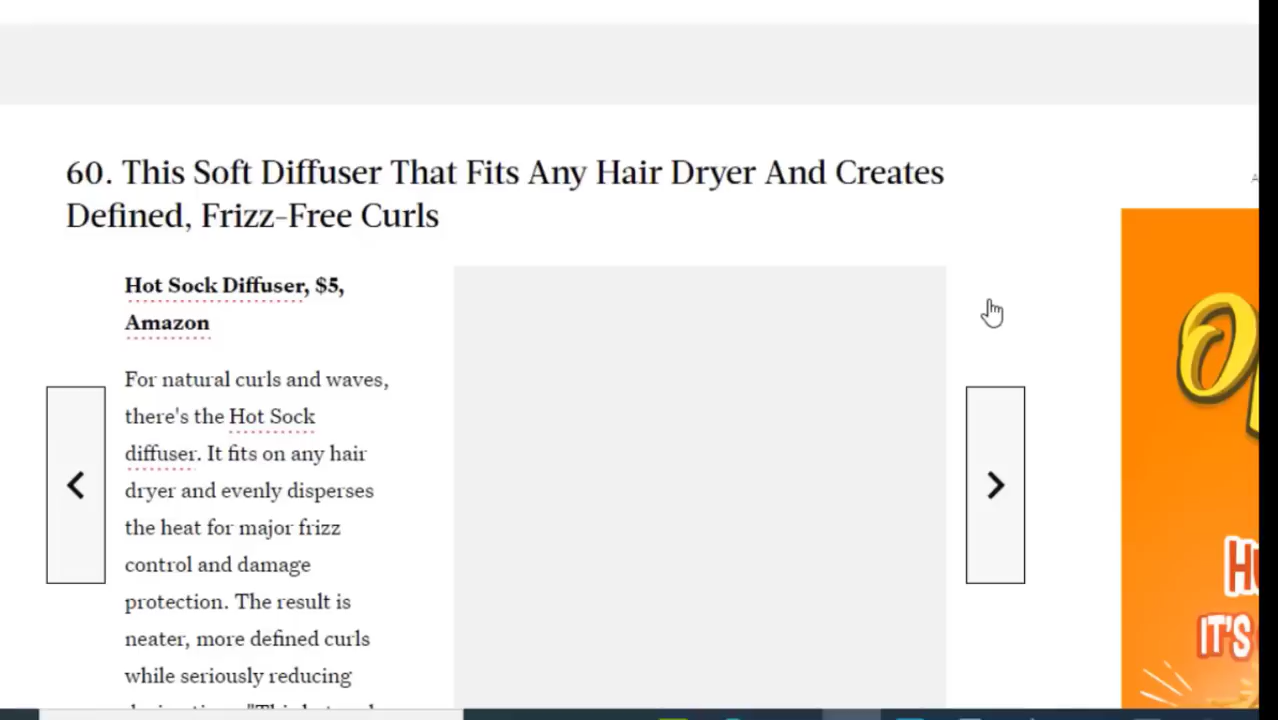 60. This Soft Diffuser That Fits Any Hair Dryer And Creates
Defined, Frizz-Free Curls
Hot Sock Diffuser, $5,
Amazon
For natural curls and waves,
there's the Hot Sock
diffuser. It fits on any hair
dryer and evenly disperses
the heat for major frizz
control and damage
protection. The result is
neater, more defined curls
while seriously reducing
IT'S